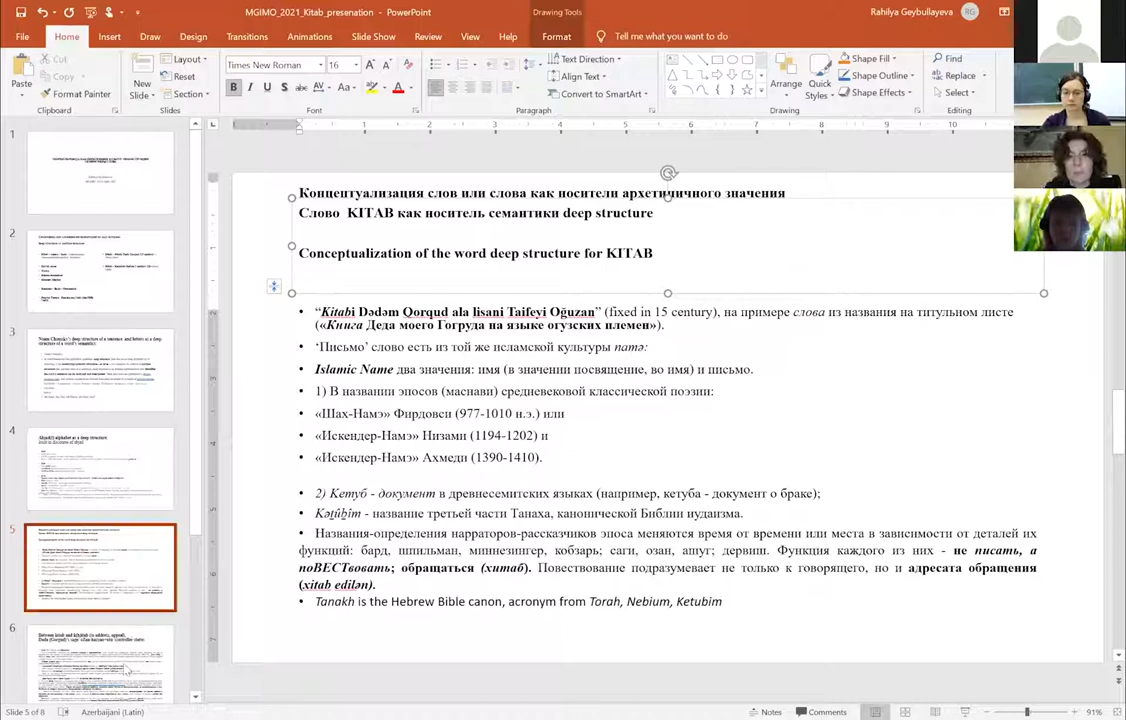 MGIMO_2021_Kitab_presenation - PowerPoint
Drawing Tools
Rahilya Geybullayeva RG
File Home Insert Draw Design Transitions Animations Slide Show Review View Help Format Tell me what you want to do
Paste
Cut
Copy
Format Painter
Clipboard
New Slide
Layout
Reset
Section
Slides
Times New Roman 16
Font
Text Direction
Align Text
Convert to SmartArt
Paragraph
Arrange
Quick Styles
Shape Fill
Shape Outline
Shape Effects
Drawing
Find
Replace
Select
Editing
1
2
3
4
5
6
Концептуализация слов или слова как носители архетипичного значения
Слово KITAB как носитель семантики deep structure
Conceptualization of the word deep structure for KITAB
• “Kitabi Dədəm Qorqud ala lisani Taifeyi Oğuzan” (fixed in 15 century), на примере слова из названия на титульном листе
(«Книга Деда моего Гогруда на языке огузских племен»).
• ‘Письмо’ слово есть из той же исламской культуры namə:
• Islamic Name два значения: имя (в значении посвящение, во имя) и письмо.
• 1) В названии эпосов (маснави) средневековой классической поэзии:
• «Шах-Намэ» Фирдовси (977-1010 н.э.) или
• «Искендер-Намэ» Низами (1194-1202) и
• «Искендер-Намэ» Ахмеди (1390-1410).
• 2) Кетуб - документ в древнесемитских языках (например, кетуба - документ о браке);
• Kəṯûḇîm - название третьей части Танаха, канонической Библии иудаизма.
• Названия-определения нарраторов-рассказчиков эпоса меняются время от времени или места в зависимости от деталей их
функций: бард, шпильман, миннезингер, кобзарь; саги, озан, ашуг; дервиш. Функция каждого из них - не писать, а
поВЕСТвовать; обращаться (хитаб). Повествование подразумевает не только к говорящего, но и адресата обращения
(xitab edilən).
• Tanakh is the Hebrew Bible canon, acronym from Torah, Nebium, Ketubim
Slide 5 of 8 Azerbaijani (Latin) Notes Comments 91%